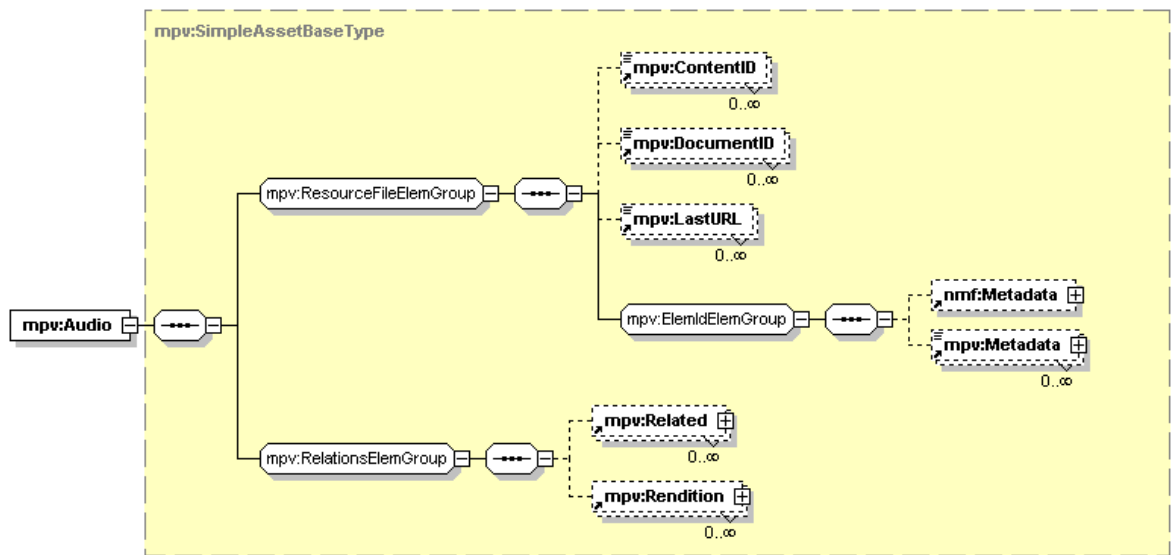 mpv:SimpleAssetBaseType
mpv:ContentID
0..∞
mpv:DocumentID
0..∞
mpv:ResourceFileElemGroup
mpv:LastURL
0..∞
nmf:Metadata
mpv:Audio
mpv:ElemIdElemGroup
mpv:Metadata
0..∞
mpv:Related
0..∞
mpv:RelationsElemGroup
mpv:Rendition
0..∞